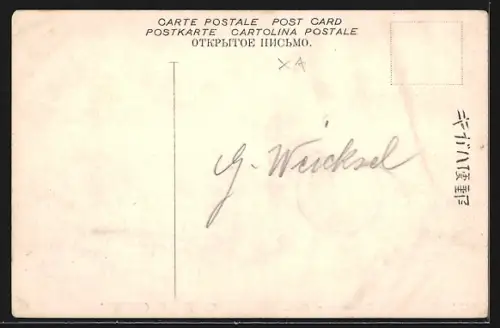 CARTE POSTALE POST CARD
POSTKARTE CARTOLINA POSTALE
ОТКРЫТОЕ ПИСЬМО.
XA
G. Weicksel